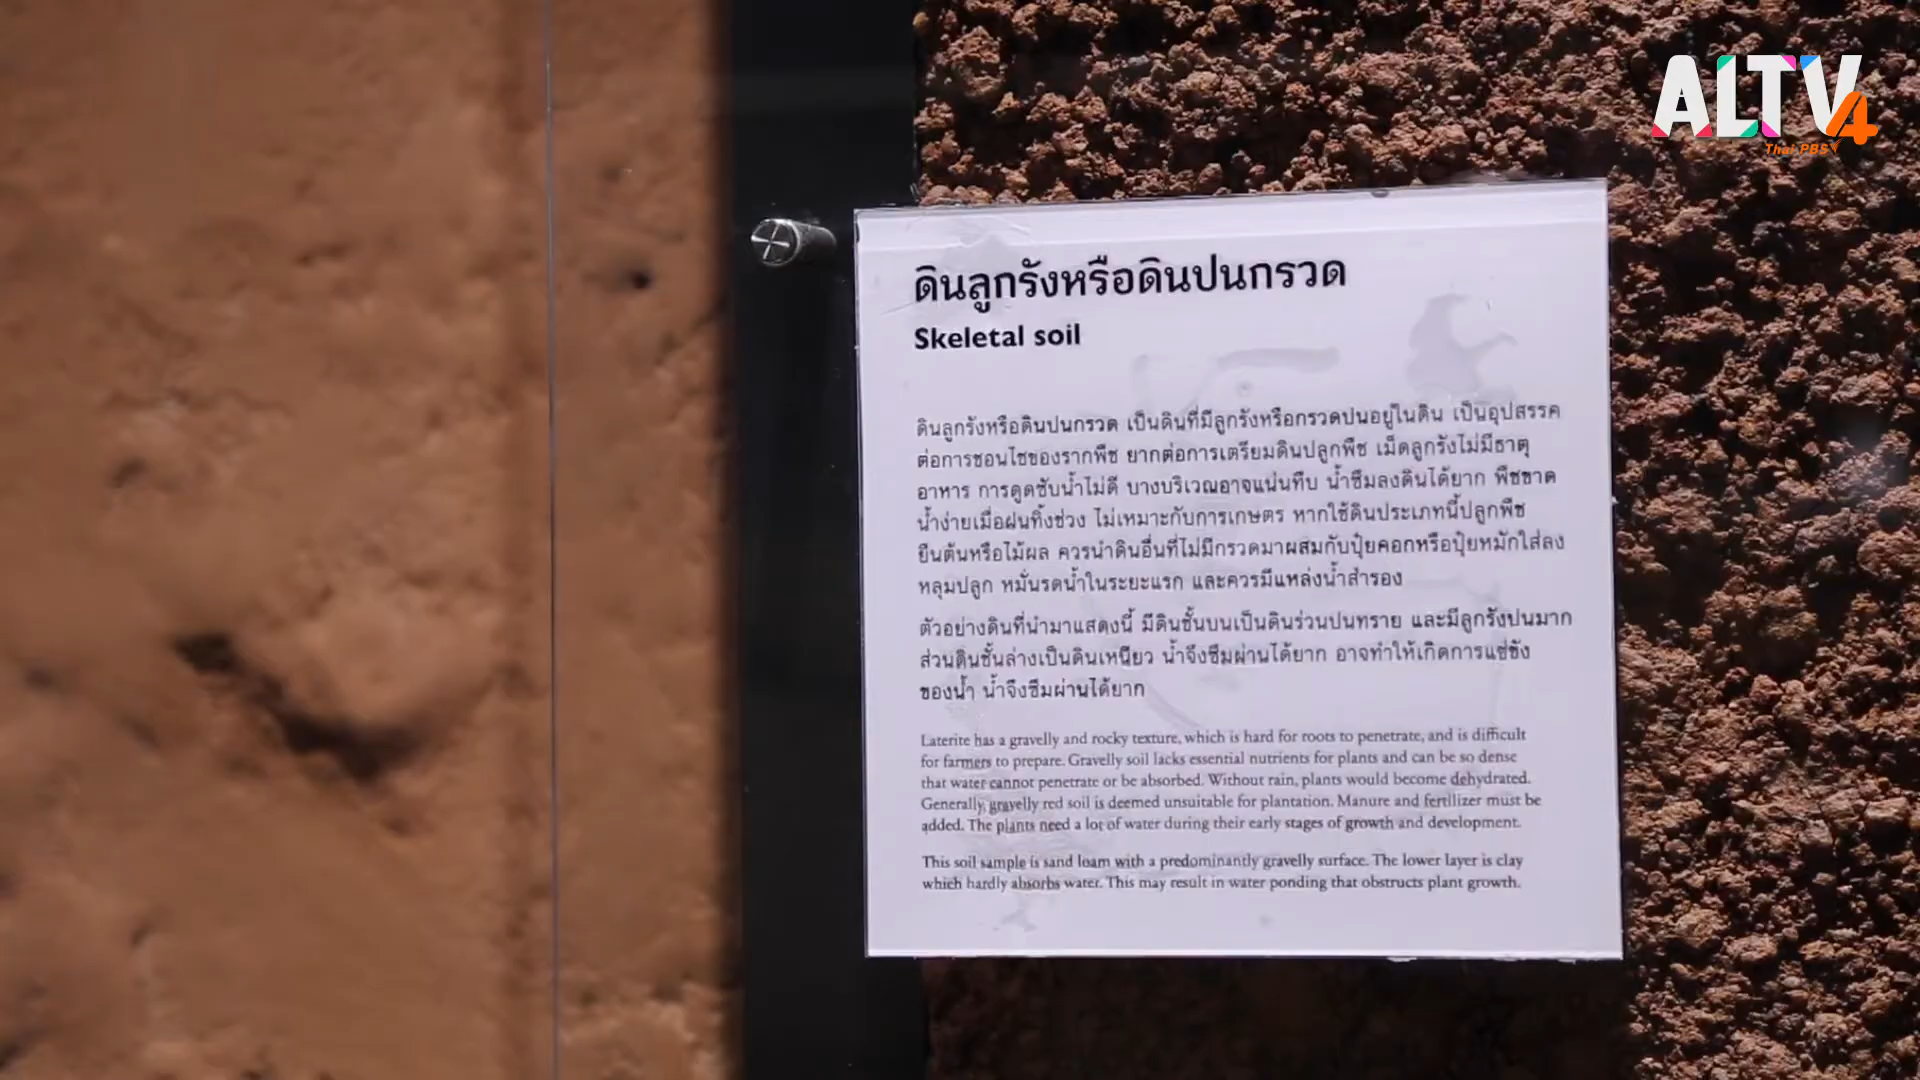 ALTV4
Thai PBS
ดินลูกรังหรือดินปนกรวด
Skeletal soil
ดินลูกรังหรือดินปนกรวด เป็นดินที่มีลูกรังหรือกรวดปนอยู่ในดิน เป็นอุปสรรค
ต่อการชอนไชของรากพืช ยากต่อการเตรียมดินปลูกพืช เม็ดลูกรังไม่มีธาตุ
อาหาร การดูดซับน้ำไม่ดี บางบริเวณอาจแน่นทึบ น้ำซึมลงดินได้ยาก พืชขาด
น้ำง่ายเมื่อฝนทิ้งช่วง ไม่เหมาะกับการเกษตร หากใช้ดินประเภทนี้ปลูกพืช
ยืนต้นหรือไม้ผล ควรนำดินอื่นที่ไม่มีกรวดมาผสมกับปุ๋ยคอกหรือปุ๋ยหมักใส่ลง
หลุมปลูก หมั่นรดน้ำในระยะแรก และควรมีแหล่งน้ำสำรอง
ตัวอย่างดินที่นำมาแสดงนี้ มีดินชั้นบนเป็นดินร่วนปนทราย และมีลูกรังปนมาก
ส่วนดินชั้นล่างเป็นดินเหนียว น้ำจึงซึมผ่านได้ยาก อาจทำให้เกิดการแช่ขัง
ของน้ำ น้ำจึงซึมผ่านได้ยาก
Laterite has a gravelly and rocky texture, which is hard for roots to penetrate, and is difficult
for farmers to prepare. Gravelly soil lacks essential nutrients for plants and can be so dense
that water cannot penetrate or be absorbed. Without rain, plants would become dehydrated.
Generally, gravelly red soil is deemed unsuitable for plantation. Manure and fertilizer must be
added. The plants need a lot of water during their early stages of growth and development.
This soil sample is sand loam with a predominantly gravelly surface. The lower layer is clay
which hardly absorbs water. This may result in water ponding that obstructs plant growth.